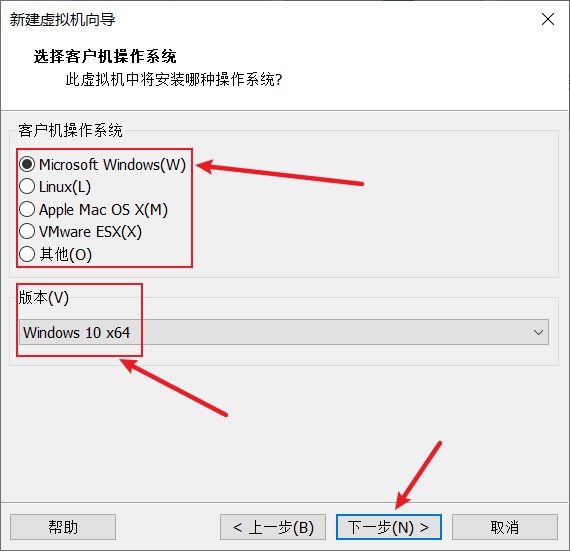 新建虚拟机向导
选择客户机操作系统
此虚拟机中将安装哪种操作系统?
客户机操作系统
Microsoft Windows(W)
Linux(L)
Apple Mac OS X(M)
VMware ESX(X)
其他(O)
版本(V)
Windows 10 x64
帮助
< 上一步(B)
下一步(N) >
取消